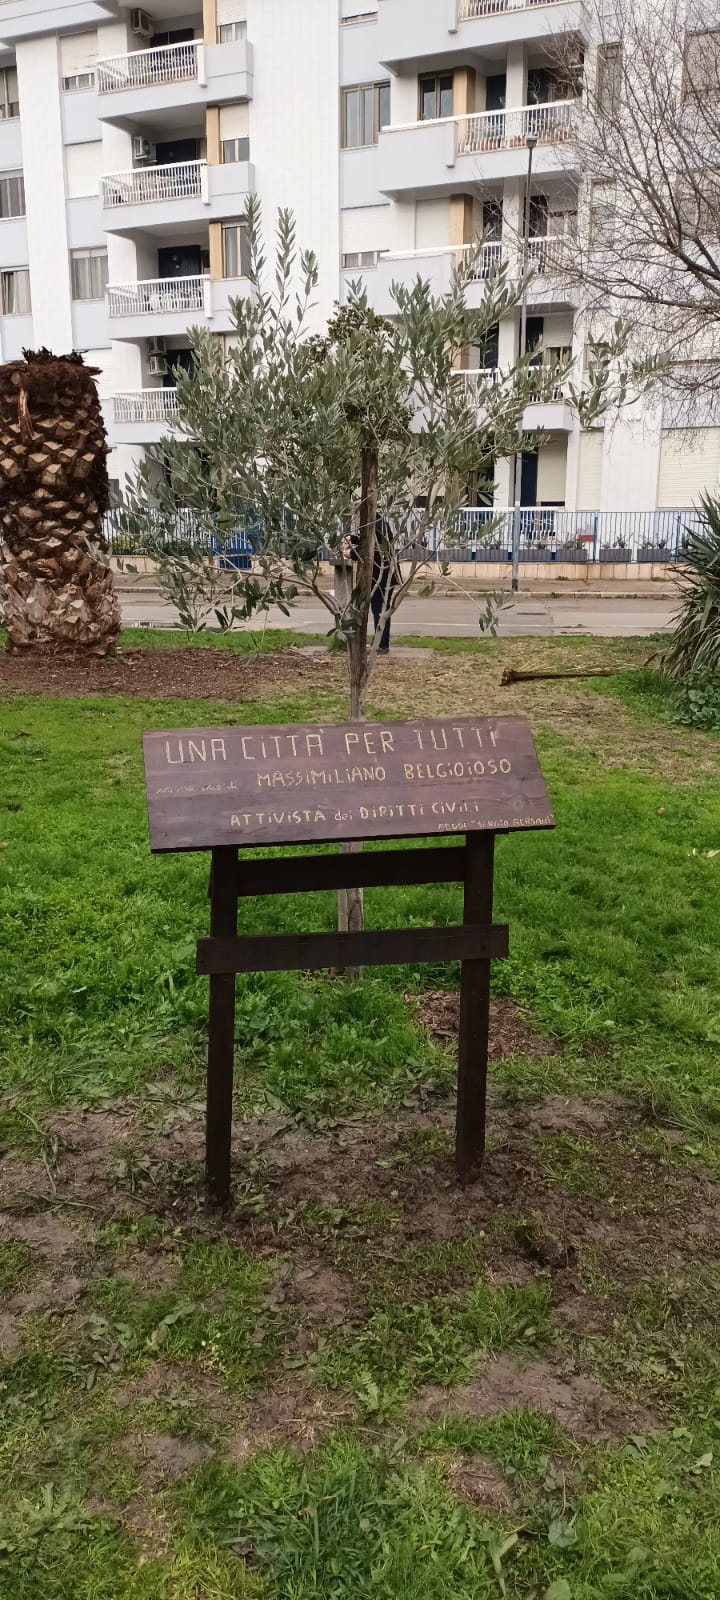 UNA CiTTÀ PER TUTTI
MASSiMiLiANO BELGiOiOSO
ATTiViSTA dei DiRiTTi CiViLi